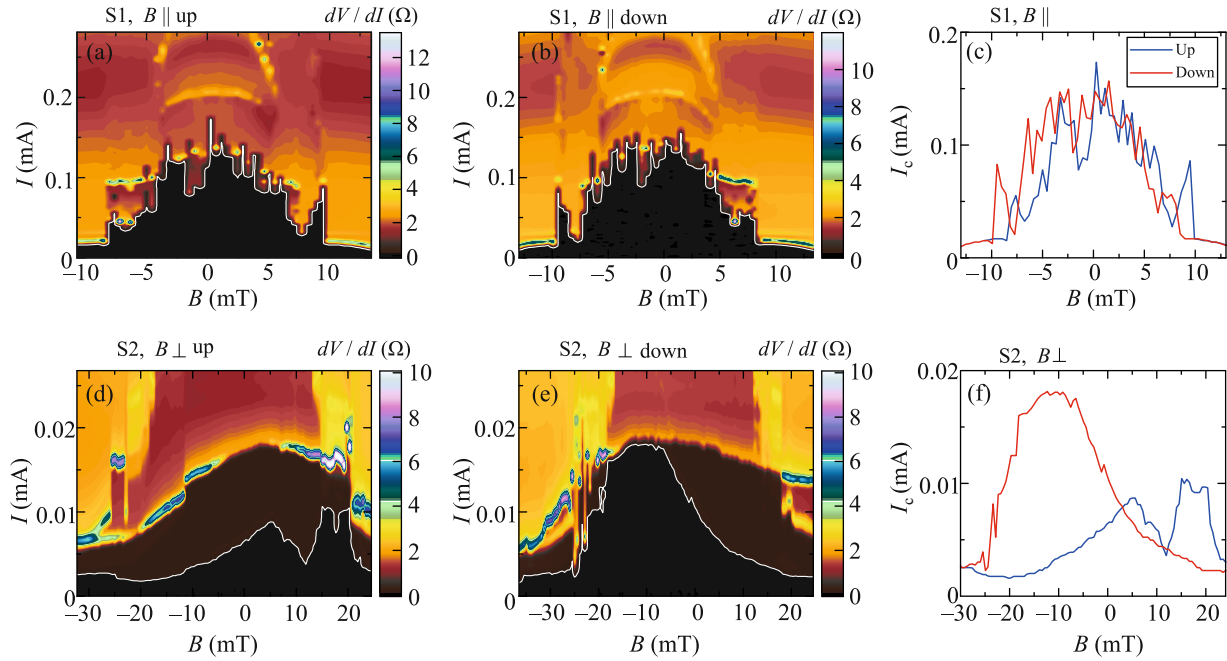 S1, B || up dV / dI (Ω)
S1, B || down dV / dI (Ω)
S1, B ||
(a)
I (mA)
0.2
0.1
0
–10 –5 0 5 10
B (mT)
12
10
8
6
4
2
0
(b)
I (mA)
0.2
0.1
0
–10 –5 0 5 10
B (mT)
10
8
6
4
2
0
(c)
Up
Down
Ic (mA)
0.2
0.1
0
–10 –5 0 5 10
B (mT)
S2, B ⊥ up dV / dI (Ω)
S2, B ⊥ down dV / dI (Ω)
S2, B ⊥
(d)
I (mA)
0.02
0.01
0
–30 –20 –10 0 10 20
B (mT)
10
8
6
4
2
0
(e)
I (mA)
0.02
0.01
0
–30 –20 –10 0 10 20
B (mT)
10
8
6
4
2
0
(f)
Ic (mA)
0.02
0.01
0
–30 –20 –10 0 10 20
B (mT)